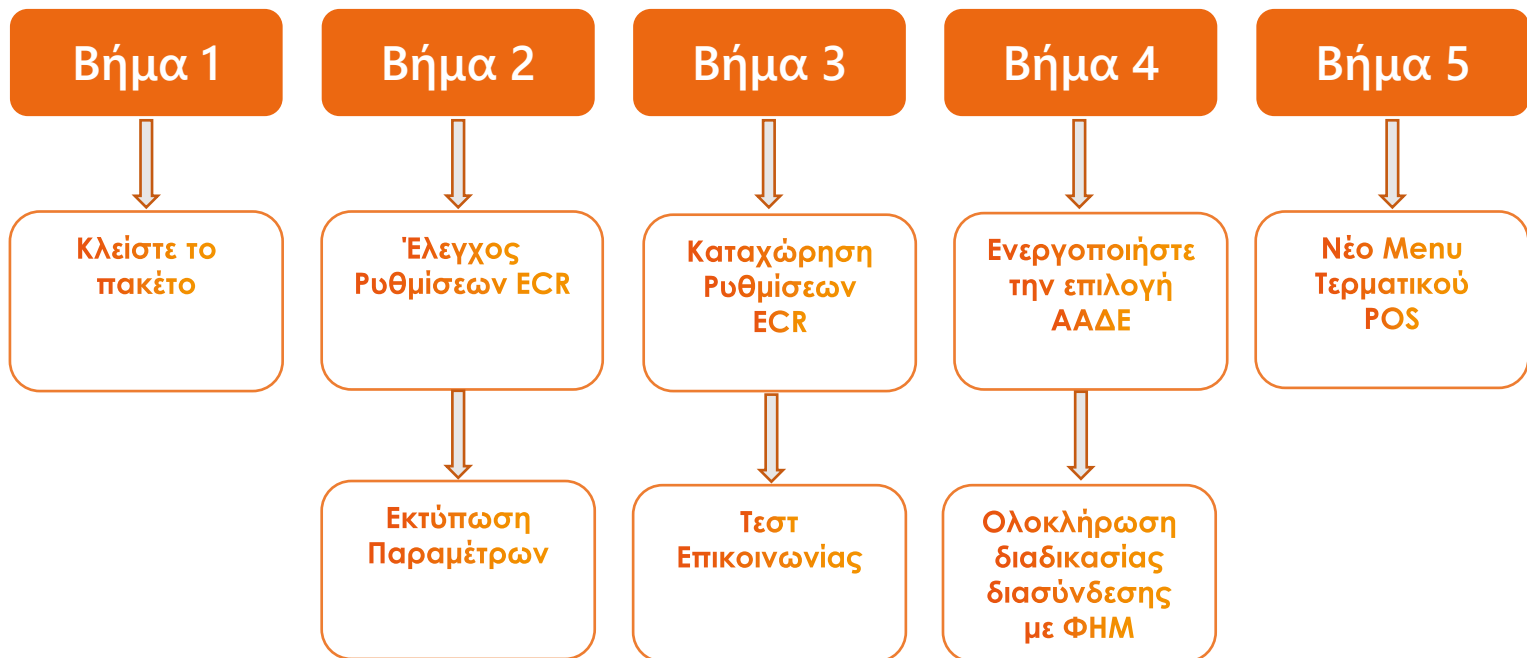 Βήμα 1
Βήμα 2
Βήμα 3
Βήμα 4
Βήμα 5
Κλείστε το
πακέτο
Έλεγχος
Ρυθμίσεων ECR
Καταχώρηση
Ρυθμίσεων
ECR
Ενεργοποιήστε
την επιλογή
ΑΑΔΕ
Νέο Menu
Τερματικού
POS
Εκτύπωση
Παραμέτρων
Τεστ
Επικοινωνίας
Ολοκλήρωση
διαδικασίας
διασύνδεσης
με ΦΗΜ